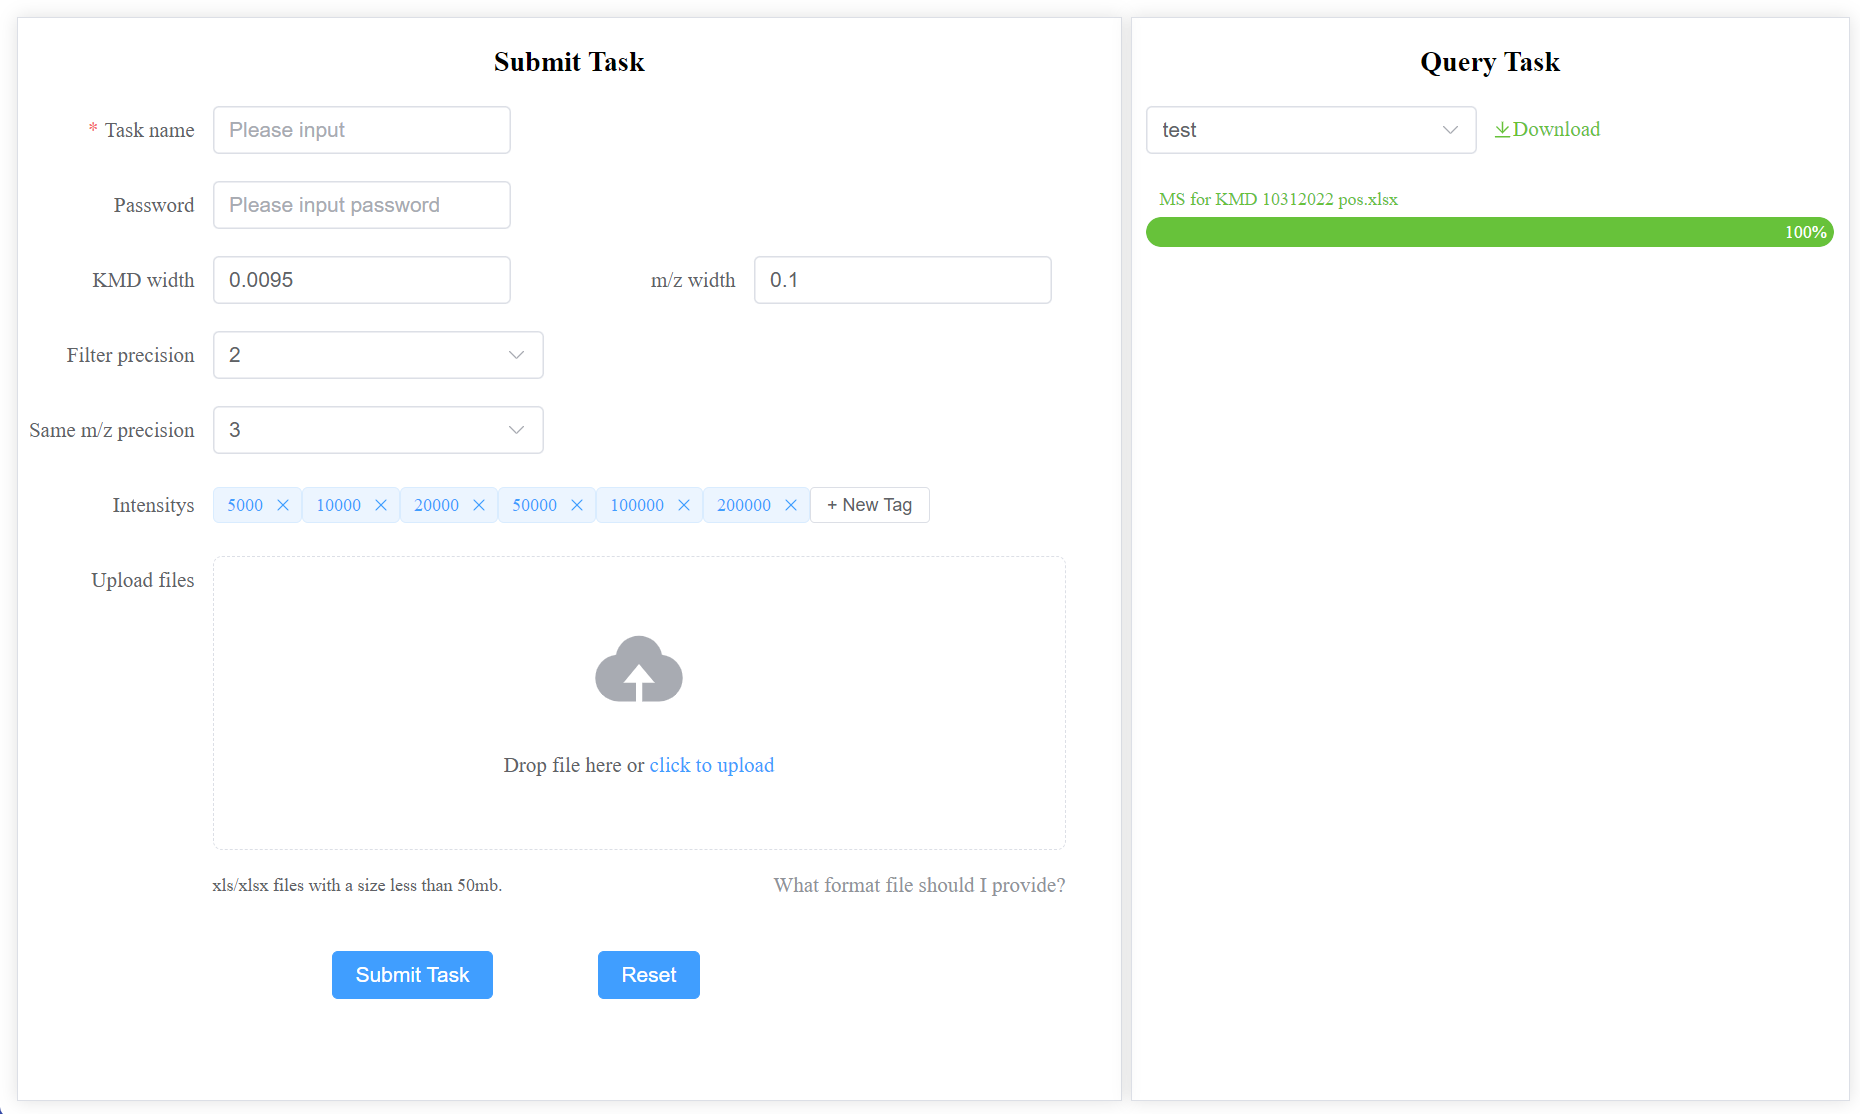 Submit Task
* Task name Please input
Password Please input password
KMD width 0.0095 m/z width 0.1
Filter precision 2
Same m/z precision 3
Intensitys 5000 10000 20000 50000 100000 200000 + New Tag
Upload files
Drop file here or click to upload
xls/xlsx files with a size less than 50mb. What format file should I provide?
Submit Task Reset
Query Task
test Download
MS for KMD 10312022 pos.xlsx
100%